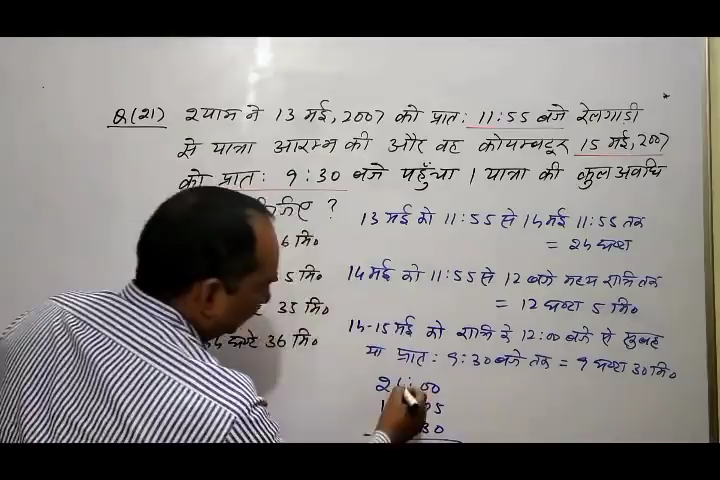 Q(21) श्याम ने 13 मई, 2007 को प्रात: 11:55 बजे रेलगाड़ी
से यात्रा आरम्भ की और वह कोयम्बटूर 15 मई, 2007
को प्रात: 9:30 बजे पहुँचा । यात्रा की कुल अवधि
?
6 मि०
5 मि०
35 मि०
36 मि०
13 मई को 11:55 से 14 मई 11:55 तक
= 24 घण्टा
14 मई को 11:55 से 12 बजे मध्य रात्रि तक
= 12 घण्टा 5 मि०
14-15 मई को रात्रि के 12:00 बजे से सुबह
या प्रात: 9:30 बजे तक = 9 घण्टा 30 मि०
24:00
05
30